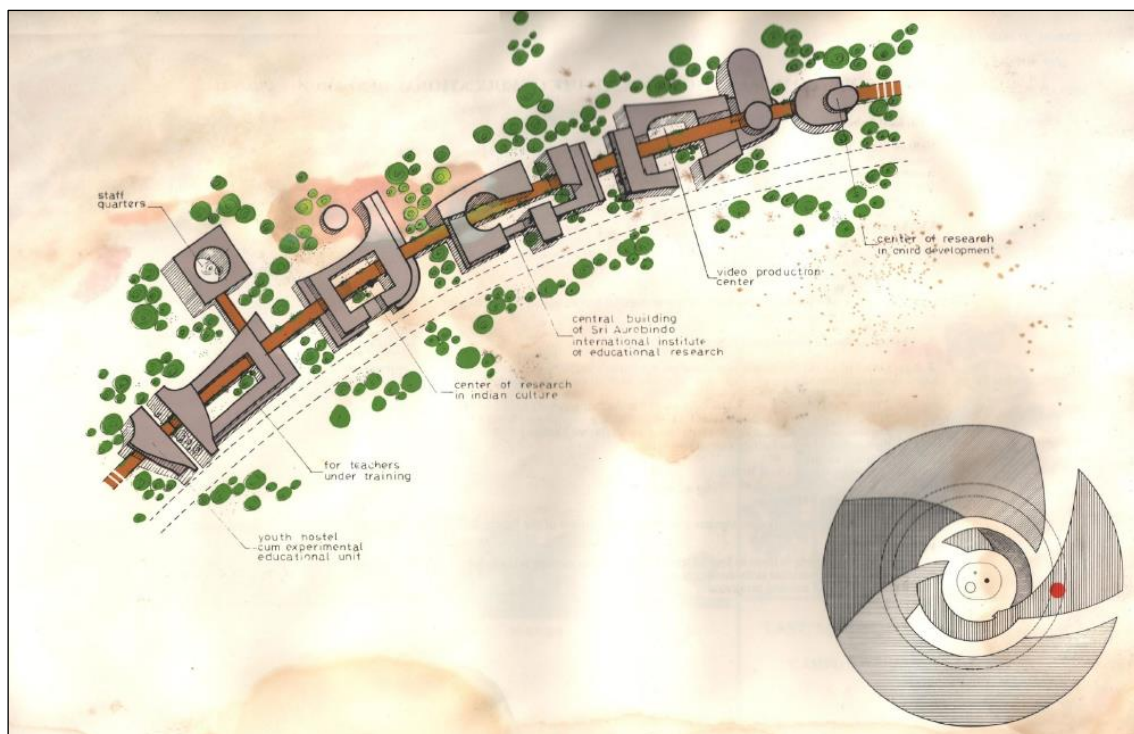 staff
quarters
center of research
in child development
video production
center
central building
of Sri Aurobindo
international institute
of educational research
center of research
in indian culture
for teachers
under training
youth hostel
cum experimental
educational unit